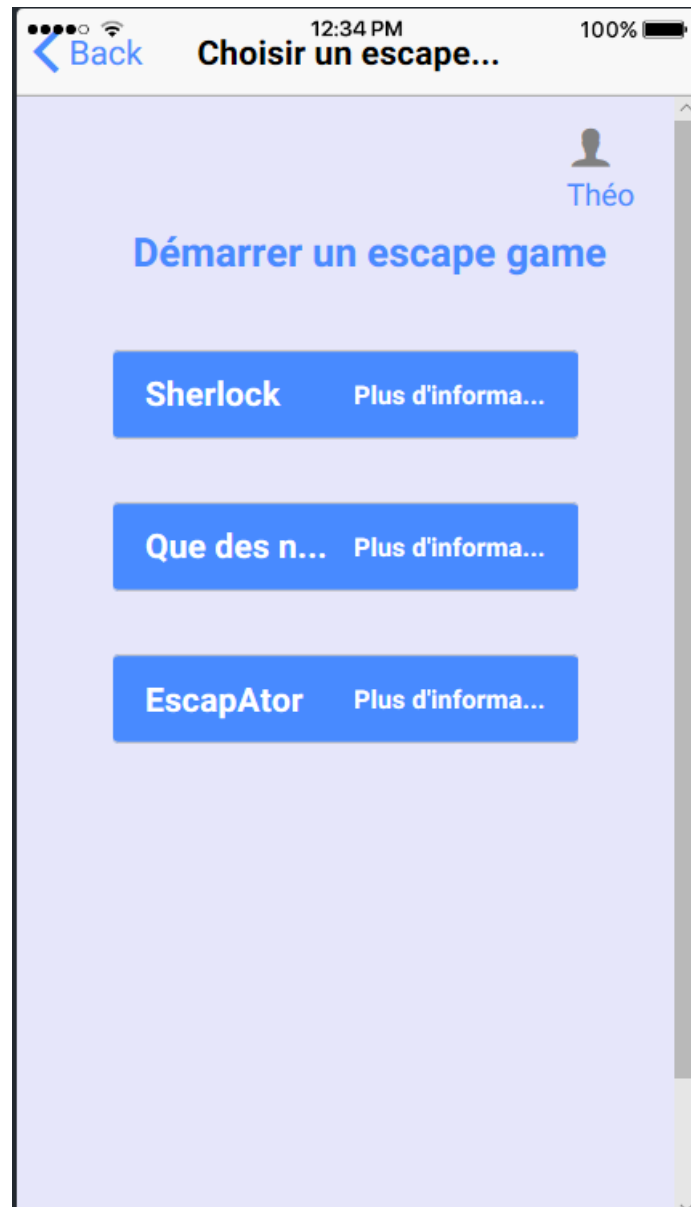 12:34 PM
100%
Back
Choisir un escape...
Théo
Démarrer un escape game
Sherlock Plus d'informa...
Que des n... Plus d'informa...
EscapAtor Plus d'informa...